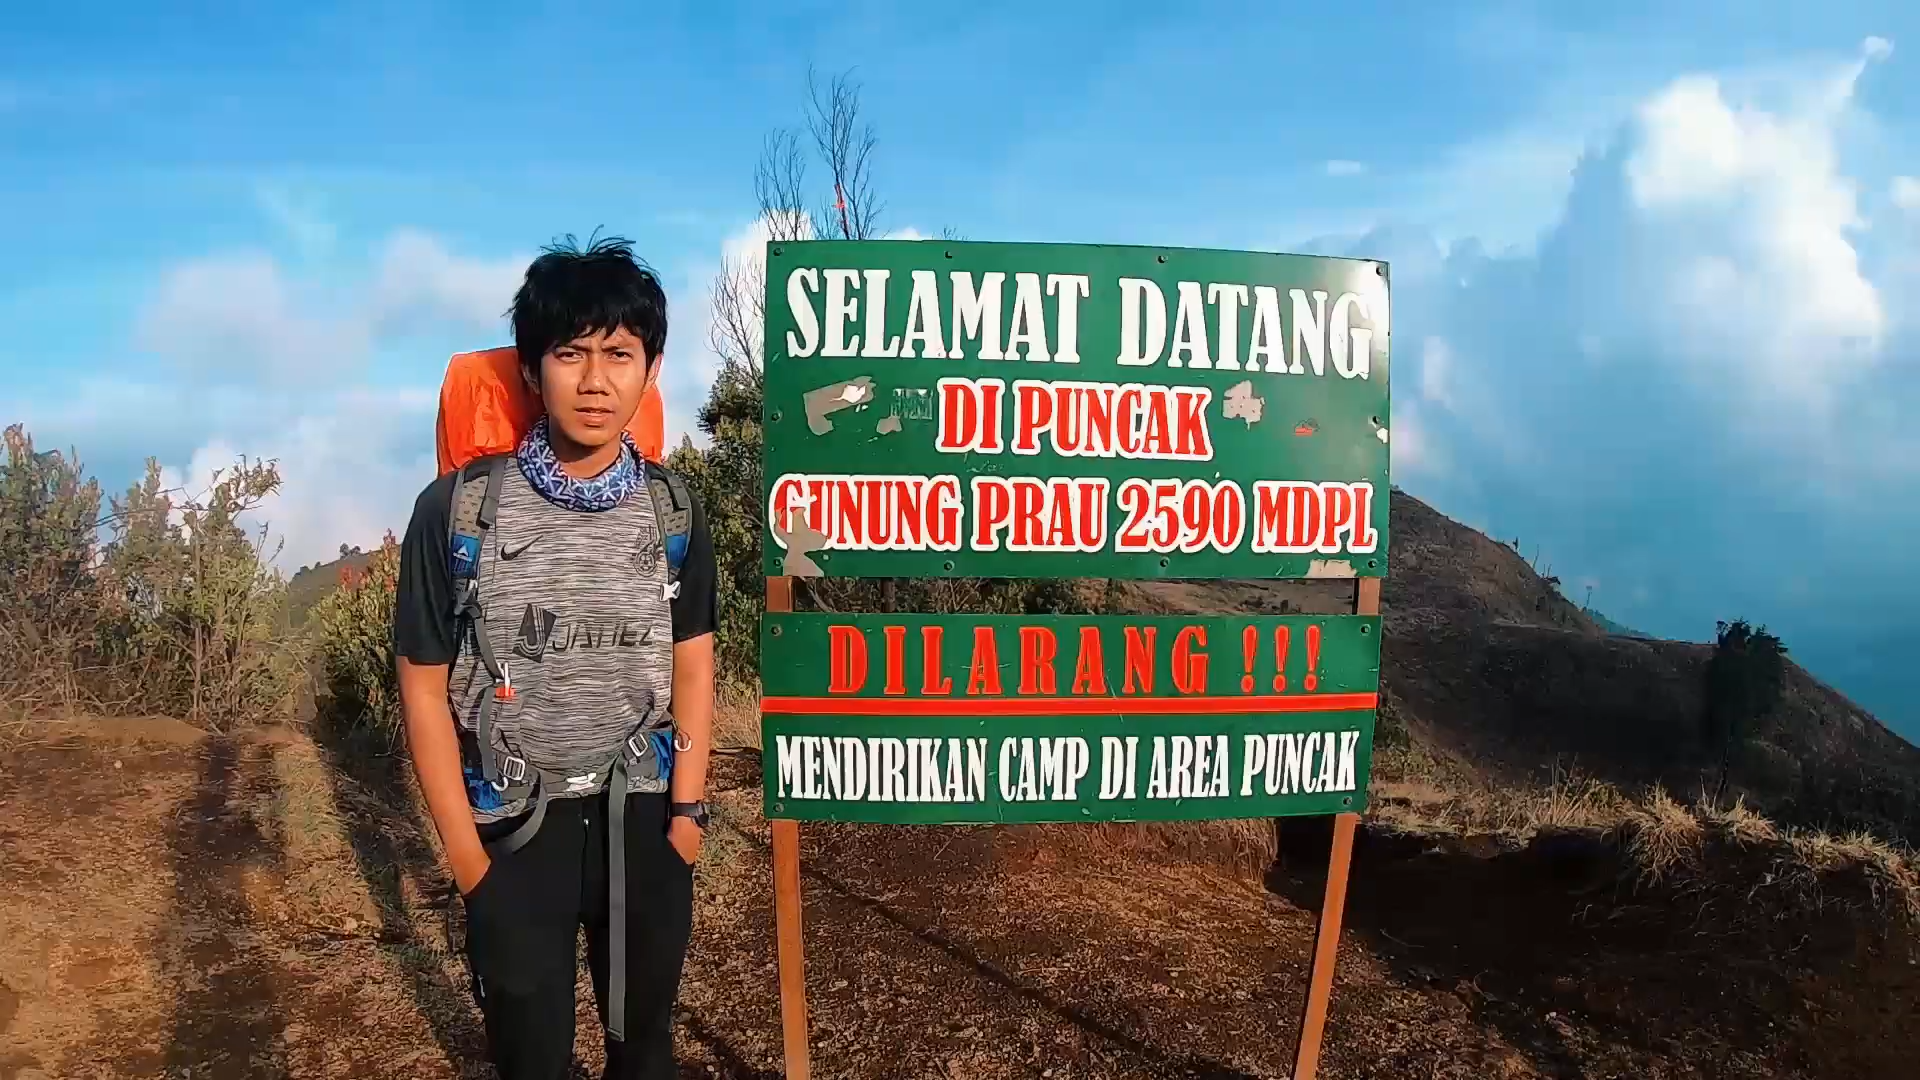 SELAMAT DATANG
DI PUNCAK
GUNUNG PRAU 2590 MDPL
DILARANG !!!
MENDIRIKAN CAMP DI AREA PUNCAK